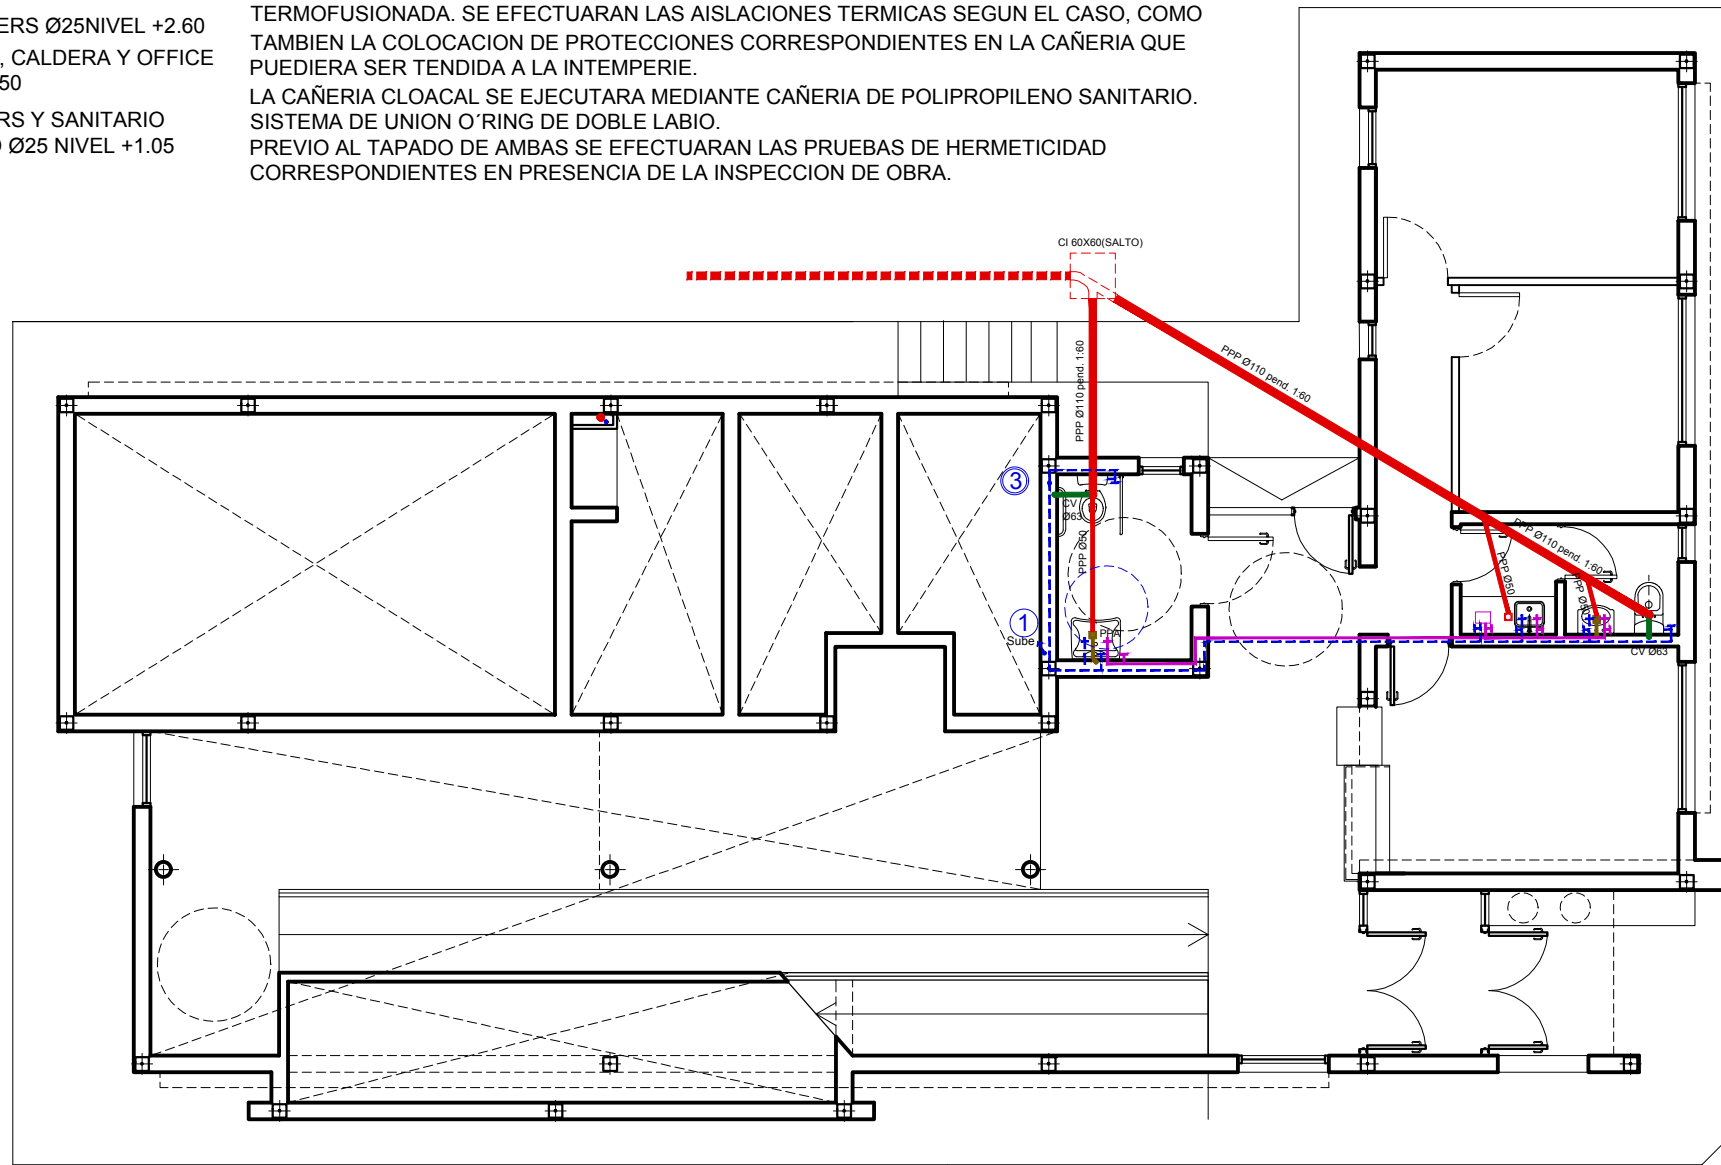 ERS Ø25NIVEL +2.60
, CALDERA Y OFFICE
50
RS Y SANITARIO
Ø25 NIVEL +1.05
TERMOFUSIONADA. SE EFECTUARAN LAS AISLACIONES TERMICAS SEGUN EL CASO, COMO
TAMBIEN LA COLOCACION DE PROTECCIONES CORRESPONDIENTES EN LA CAÑERIA QUE
PUEDIERA SER TENDIDA A LA INTEMPERIE.
LA CAÑERIA CLOACAL SE EJECUTARA MEDIANTE CAÑERIA DE POLIPROPILENO SANITARIO.
SISTEMA DE UNION O´RING DE DOBLE LABIO.
PREVIO AL TAPADO DE AMBAS SE EFECTUARAN LAS PRUEBAS DE HERMETICIDAD
CORRESPONDIENTES EN PRESENCIA DE LA INSPECCION DE OBRA.
CI 60X60(SALTO)
PPP Ø110 pend. 1:60
PPP Ø110 pend. 1:60
3
CV
Ø63
PPP Ø50
1
Sube
PPA
PPP Ø110 pend. 1:60
PPP Ø50
PPP Ø50
CV Ø63